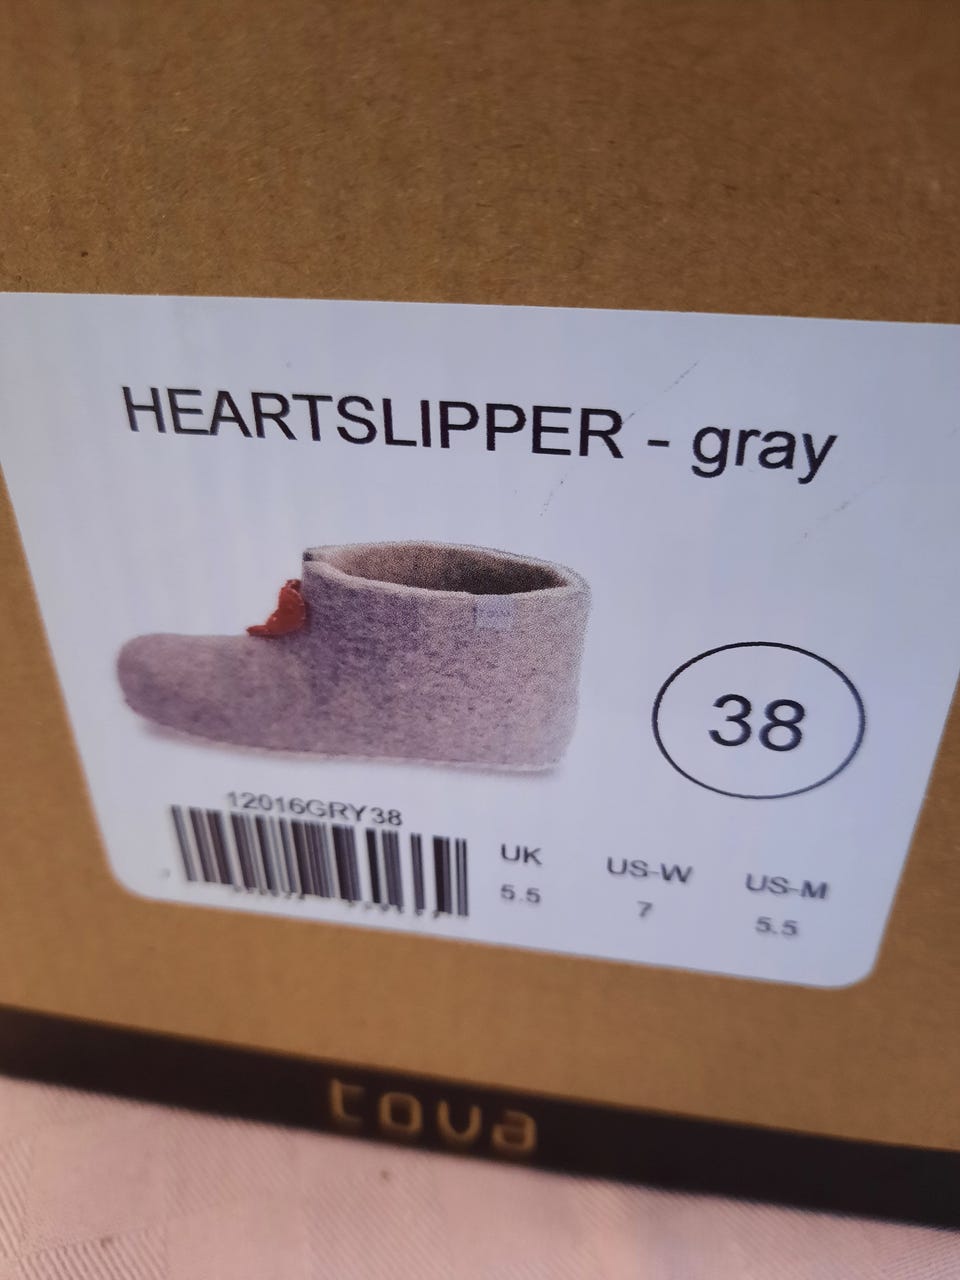 HEARTSLIPPER - gray
38
12016GRY38
UK US-W US-M
5.5 7 5.5
tova